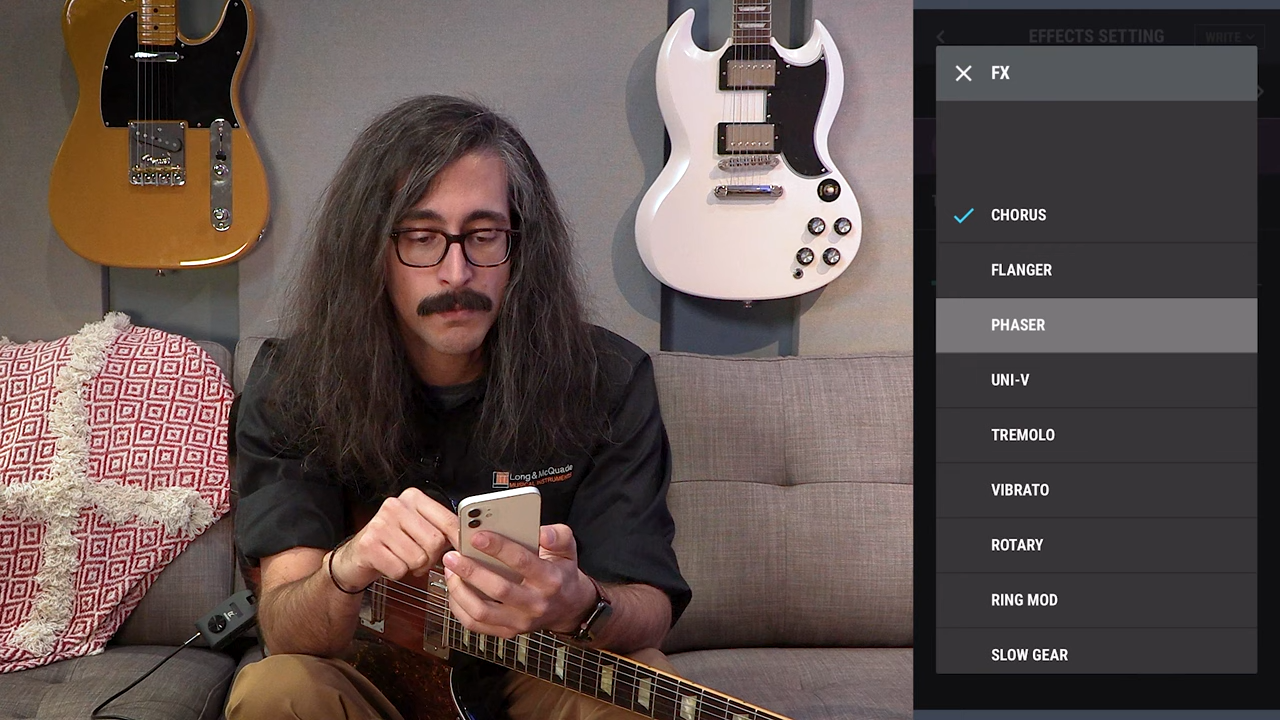 EFFECTS SETTING
WRITE
FX
CHORUS
FLANGER
PHASER
UNI-V
TREMOLO
VIBRATO
ROTARY
RING MOD
SLOW GEAR
Long & McQuade
MUSICAL INSTRUMENTS